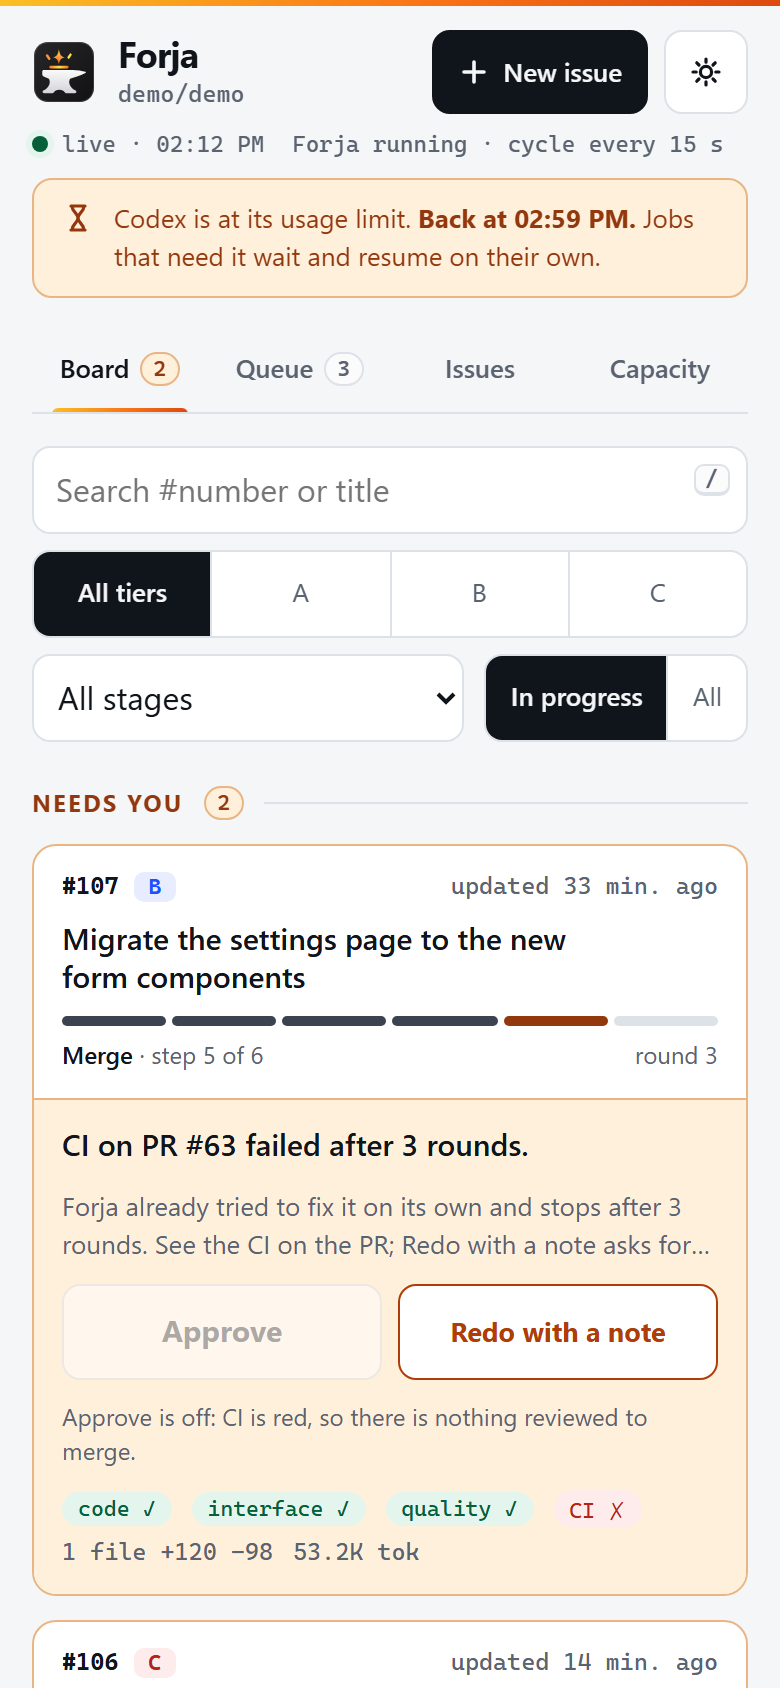 Forja
demo/demo
+ New issue
live · 02:12 PM Forja running · cycle every 15 s
Codex is at its usage limit. Back at 02:59 PM. Jobs
that need it wait and resume on their own.
Board 2 Queue 3 Issues Capacity
Search #number or title /
All tiers A B C
All stages In progress All
NEEDS YOU 2
#107 B updated 33 min. ago
Migrate the settings page to the new
form components
Merge · step 5 of 6 round 3
CI on PR #63 failed after 3 rounds.
Forja already tried to fix it on its own and stops after 3
rounds. See the CI on the PR; Redo with a note asks for...
Approve Redo with a note
Approve is off: CI is red, so there is nothing reviewed to
merge.
code ✓ interface ✓ quality ✓ CI ✗
1 file +120 −98 53.2K tok
#106 C updated 14 min. ago